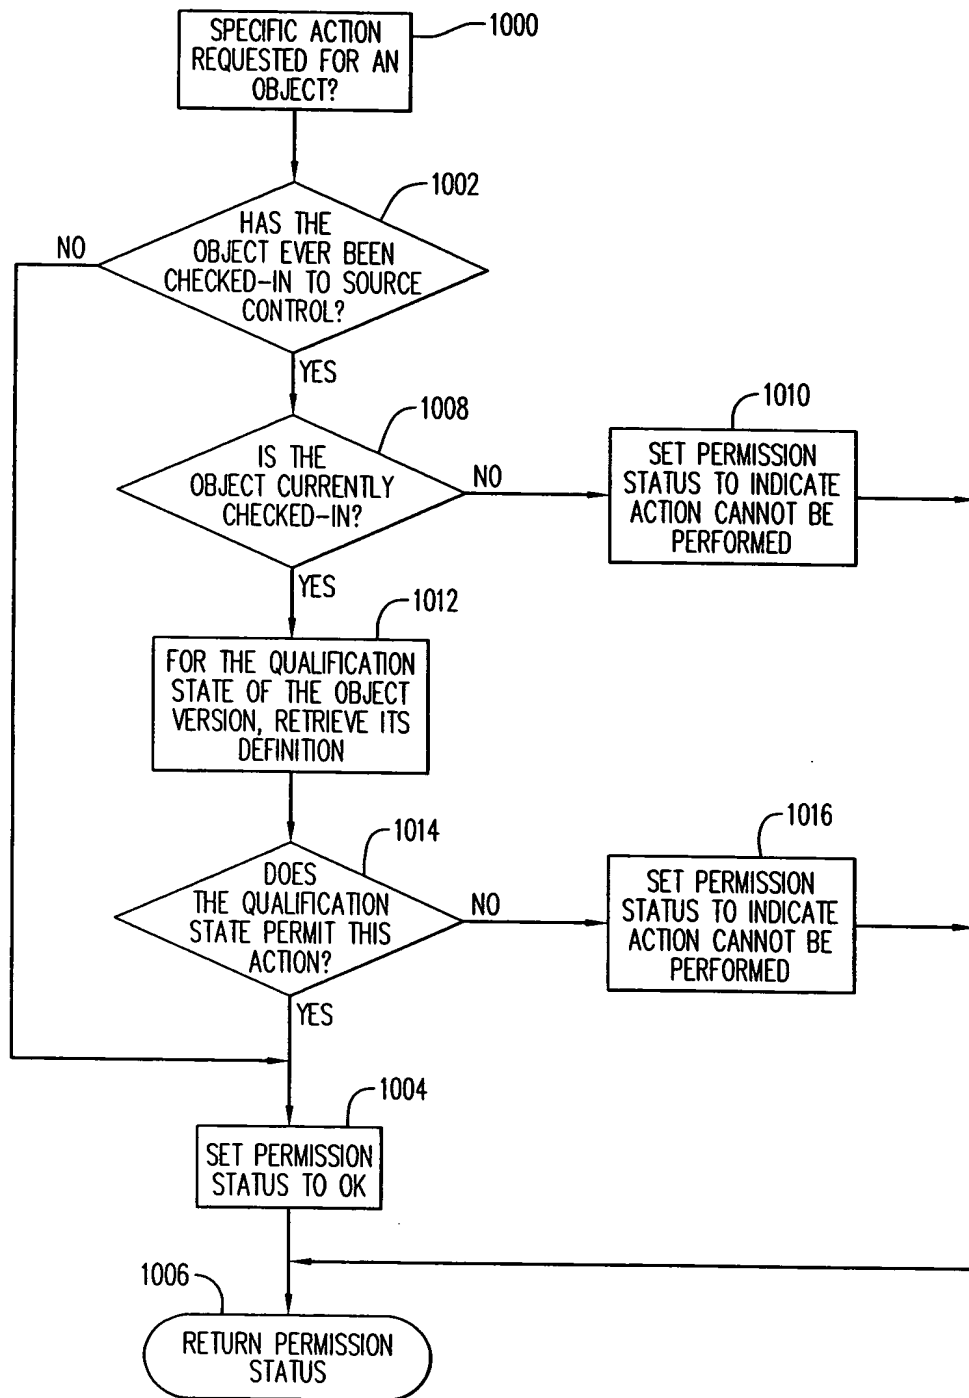 1000
SPECIFIC ACTION
REQUESTED FOR AN
OBJECT?
1002
HAS THE
OBJECT EVER BEEN
CHECKED-IN TO SOURCE
CONTROL?
NO
YES
1008
IS THE
OBJECT CURRENTLY
CHECKED-IN?
NO
YES
1010
SET PERMISSION
STATUS TO INDICATE
ACTION CANNOT BE
PERFORMED
1012
FOR THE QUALIFICATION
STATE OF THE OBJECT
VERSION, RETRIEVE ITS
DEFINITION
1014
DOES
THE QUALIFICATION
STATE PERMIT THIS
ACTION?
NO
YES
1016
SET PERMISSION
STATUS TO INDICATE
ACTION CANNOT BE
PERFORMED
1004
SET PERMISSION
STATUS TO OK
1006
RETURN PERMISSION
STATUS